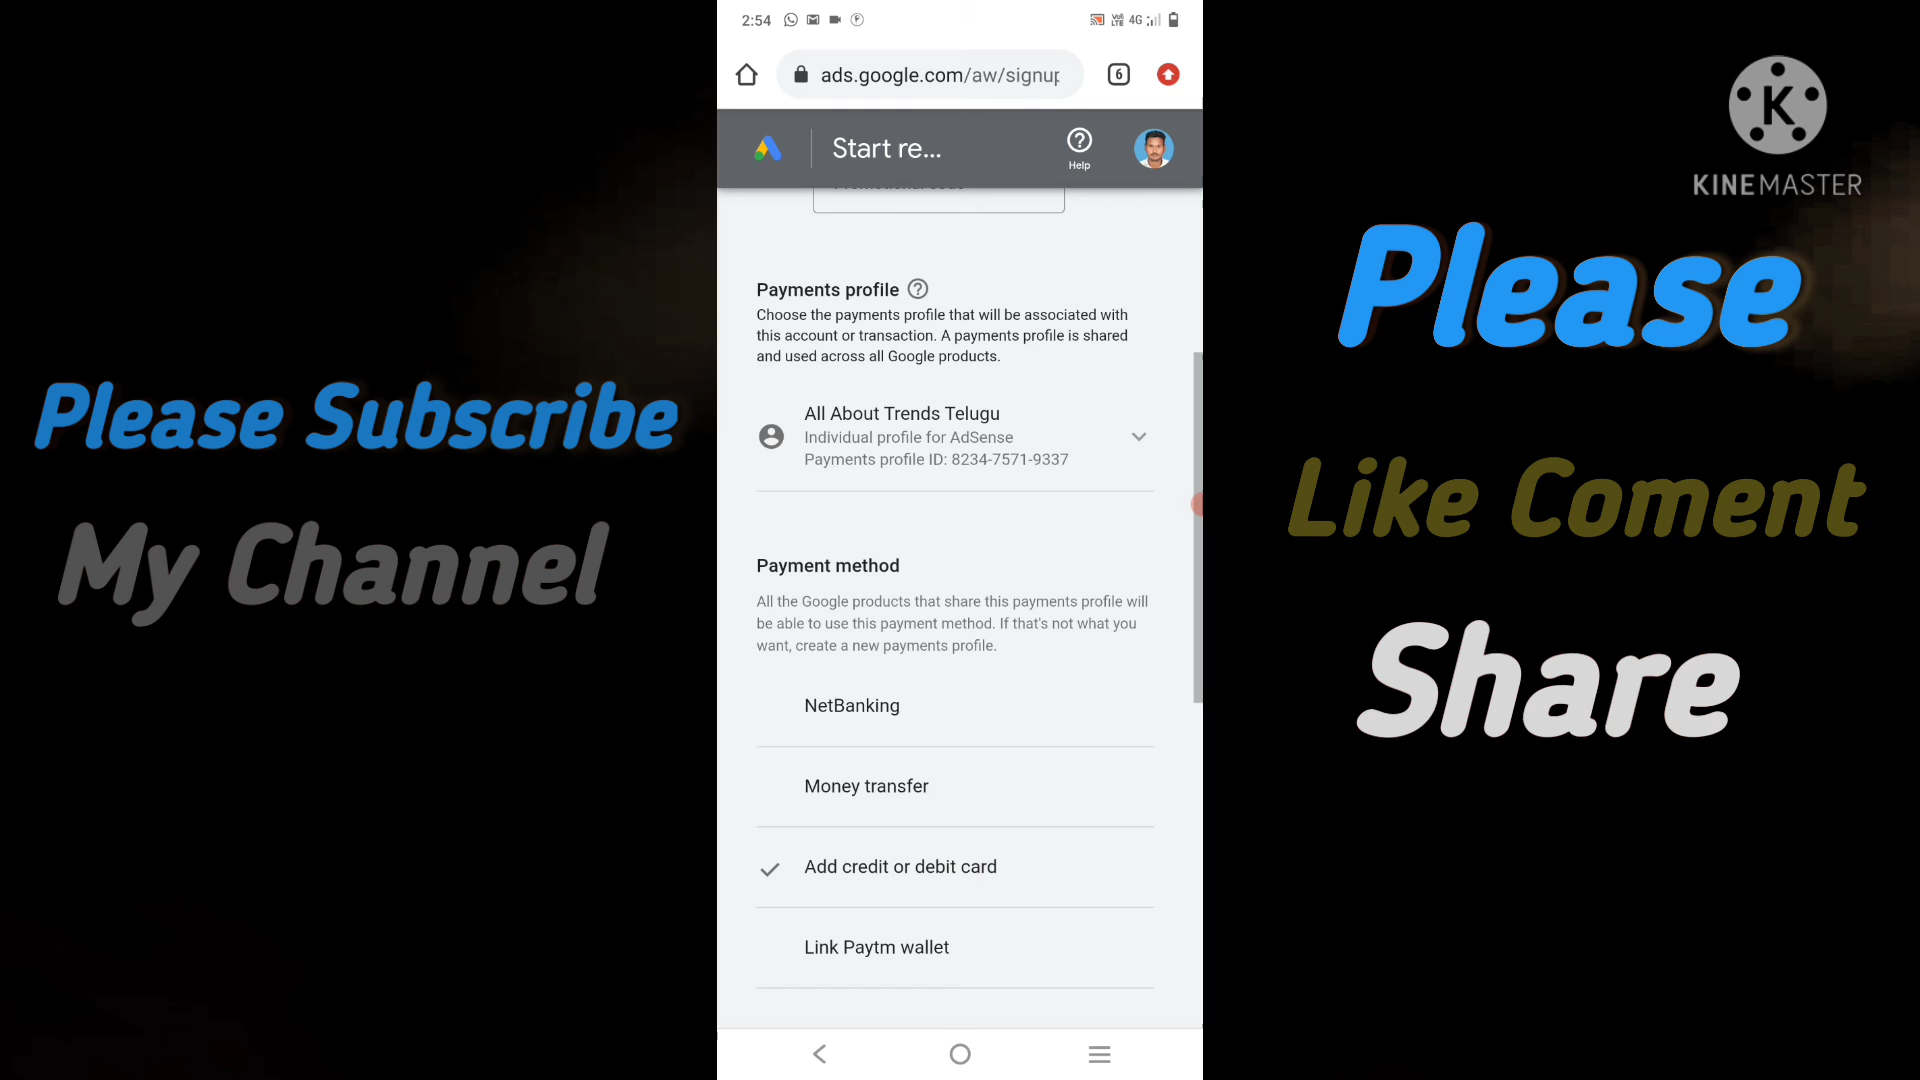 2:54
VoLTE 4G
ads.google.com/aw/signup
6
Start re...
Help
K
KINEMASTER
Payments profile
Choose the payments profile that will be associated with
this account or transaction. A payments profile is shared
and used across all Google products.
All About Trends Telugu
Individual profile for AdSense
Payments profile ID: 8234-7571-9337
Payment method
All the Google products that share this payments profile will
be able to use this payment method. If that's not what you
want, create a new payments profile.
NetBanking
Money transfer
Add credit or debit card
Link Paytm wallet
Please Subscribe
My Channel
Please
Like Coment
Share